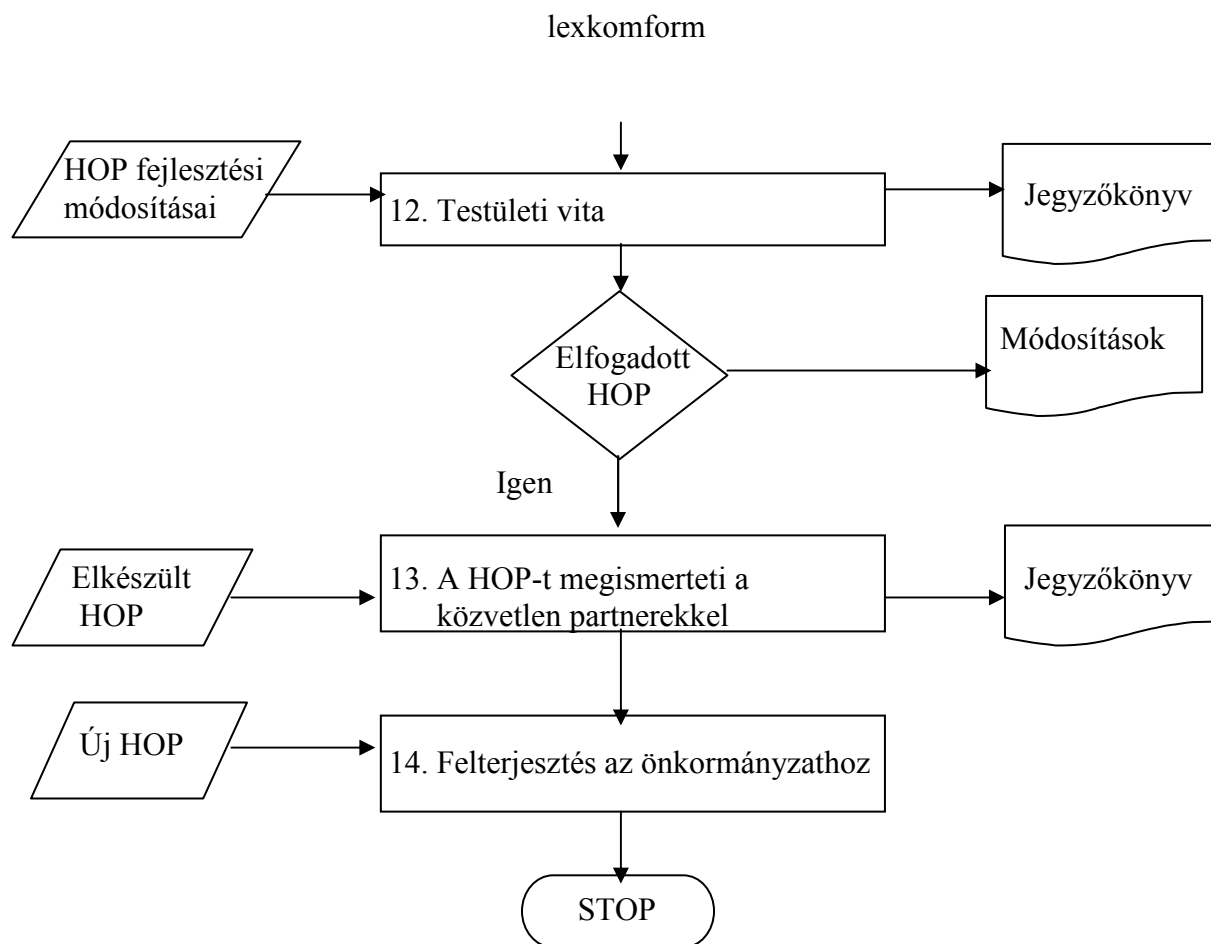 lexkomform
HOP fejlesztési
módosításai
12. Testületi vita
Jegyzőkönyv
Elfogadott
HOP
Módosítások
Igen
Elkészült
HOP
13. A HOP-t megismerteti a
közvetlen partnerekkel
Jegyzőkönyv
Új HOP
14. Felterjesztés az önkormányzathoz
STOP